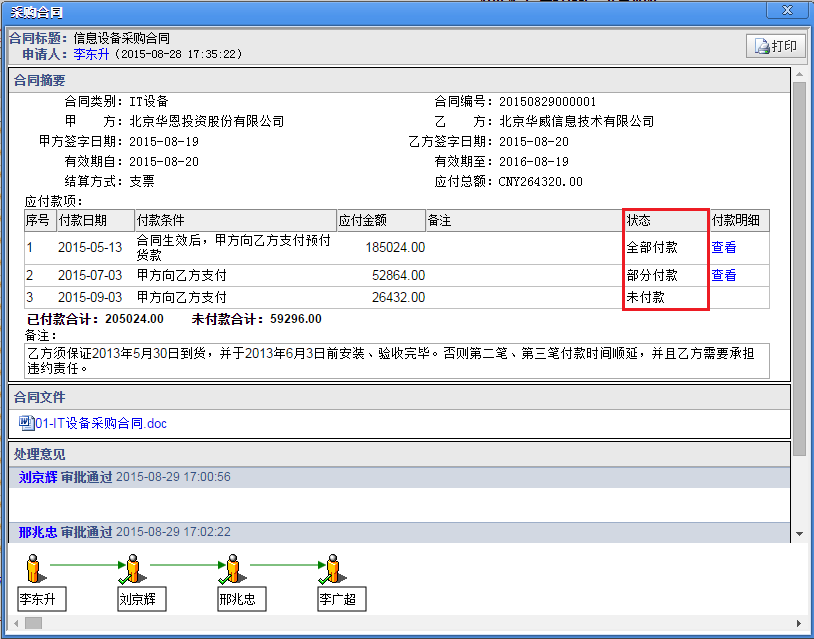 采购合同
合同标题：信息设备采购合同
申请人：李东升（2015-08-28 17:35:22）
打印
合同摘要
合同类别：IT设备 合同编号：20150829000001
甲 方：北京华恩投资股份有限公司 乙 方：北京华威信息技术有限公司
甲方签字日期：2015-08-19 乙方签字日期：2015-08-20
有效期自：2015-08-20 有效期至：2016-08-19
结算方式：支票 应付总额：CNY264320.00
应付款项：
序号 付款日期 付款条件 应付金额 备注 状态 付款明细
1 2015-05-13 合同生效后，甲方向乙方支付预付货款 185024.00 全部付款 查看
2 2015-07-03 甲方向乙方支付 52864.00 部分付款 查看
3 2015-09-03 甲方向乙方支付 26432.00 未付款
已付款合计：205024.00 未付款合计：59296.00
备注：
乙方须保证2013年5月30日到货，并于2013年6月3日前安装、验收完毕。否则第二笔、第三笔付款时间顺延，并且乙方需要承担
违约责任。
合同文件
01-IT设备采购合同.doc
处理意见
刘京辉 审批通过 2015-08-29 17:00:56
邢兆忠 审批通过 2015-08-29 17:02:22
李东升 刘京辉 邢兆忠 李广超